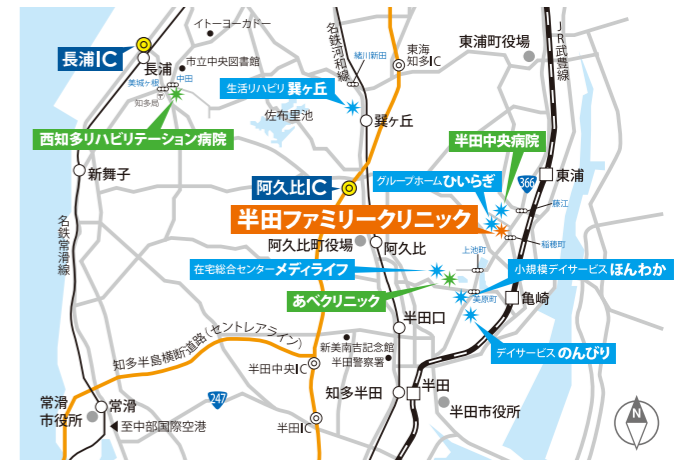 イトーヨーカドー
名鉄河和線
緒川新田
東海
知多IC
東浦町役場
JR武豊線
長浦IC
長浦
市立中央図書館
美城ヶ根
中田
知多局
生活リハビリ 巽ヶ丘
佐布里池
巽ヶ丘
西知多リハビリテーション病院
半田中央病院
新舞子
阿久比IC
グループホーム ひいらぎ
366
東浦
藤江
半田ファミリークリニック
稲穂町
名鉄常滑線
阿久比町役場
阿久比
上池町
在宅総合センター メディライフ
小規模デイサービス ほんわか
あべクリニック
美原町
亀崎
半田口
知多半島横断道路(セントレアライン)
新美南吉記念館
半田警察署
デイサービス のんびり
半田中央IC
知多半田
半田
247
常滑
市役所
常滑
半田市役所
至中部国際空港
半田IC
N